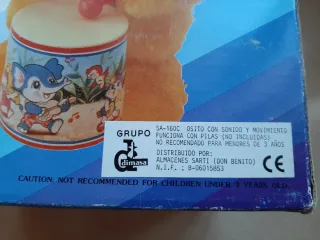 GRUPO
dimasa
SA-160C OSITO CON SONIDO Y MOVIMIENTO
FUNCIONA CON PILAS (NO INCLUIDAS)
NO RECOMENDADO PARA MENORES DE 3 AÑOS
DISTRIBUIDO POR:
ALMACENES SARTI (DON BENITO)
N.I.F.: B-06015853
CE
CAUTION: NOT RECOMMENDED FOR CHILDREN UNDER 3 YEARS OLD.